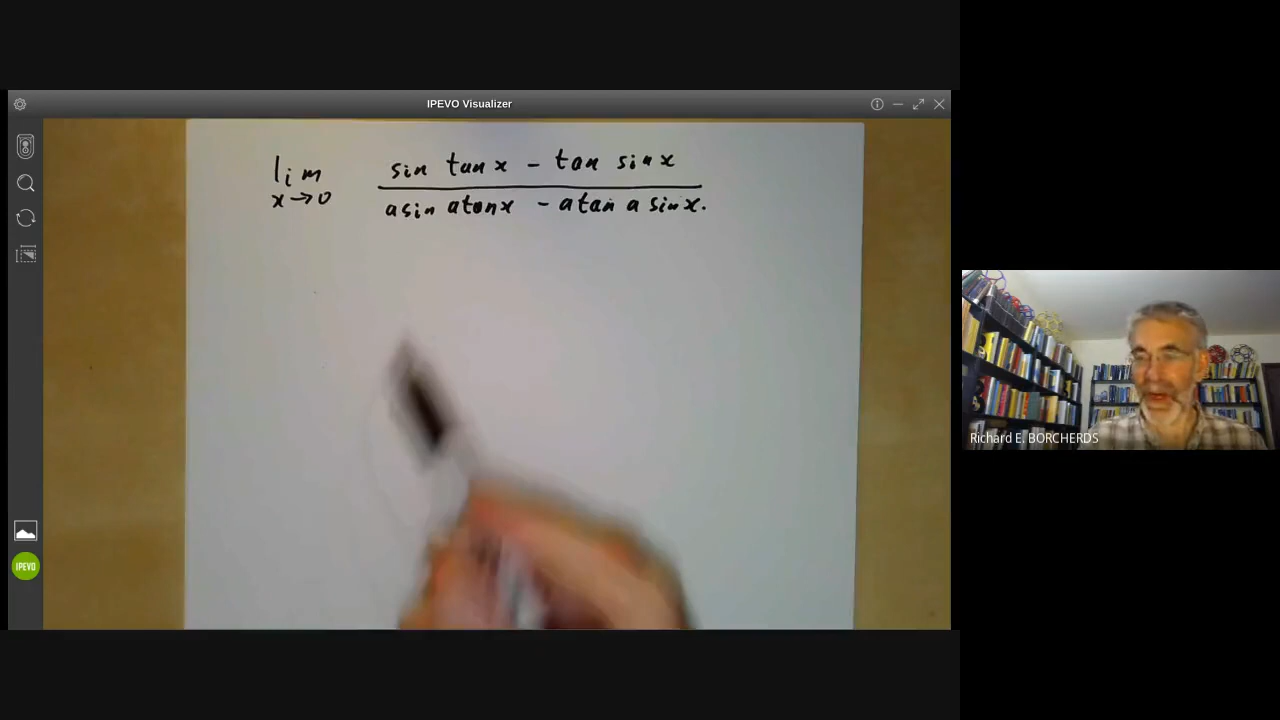 IPEVO Visualizer
lim sin tan x − tan sin x
x→0 asin atan x − atan asin x.
IPEVO
Richard E. BORCHERDS